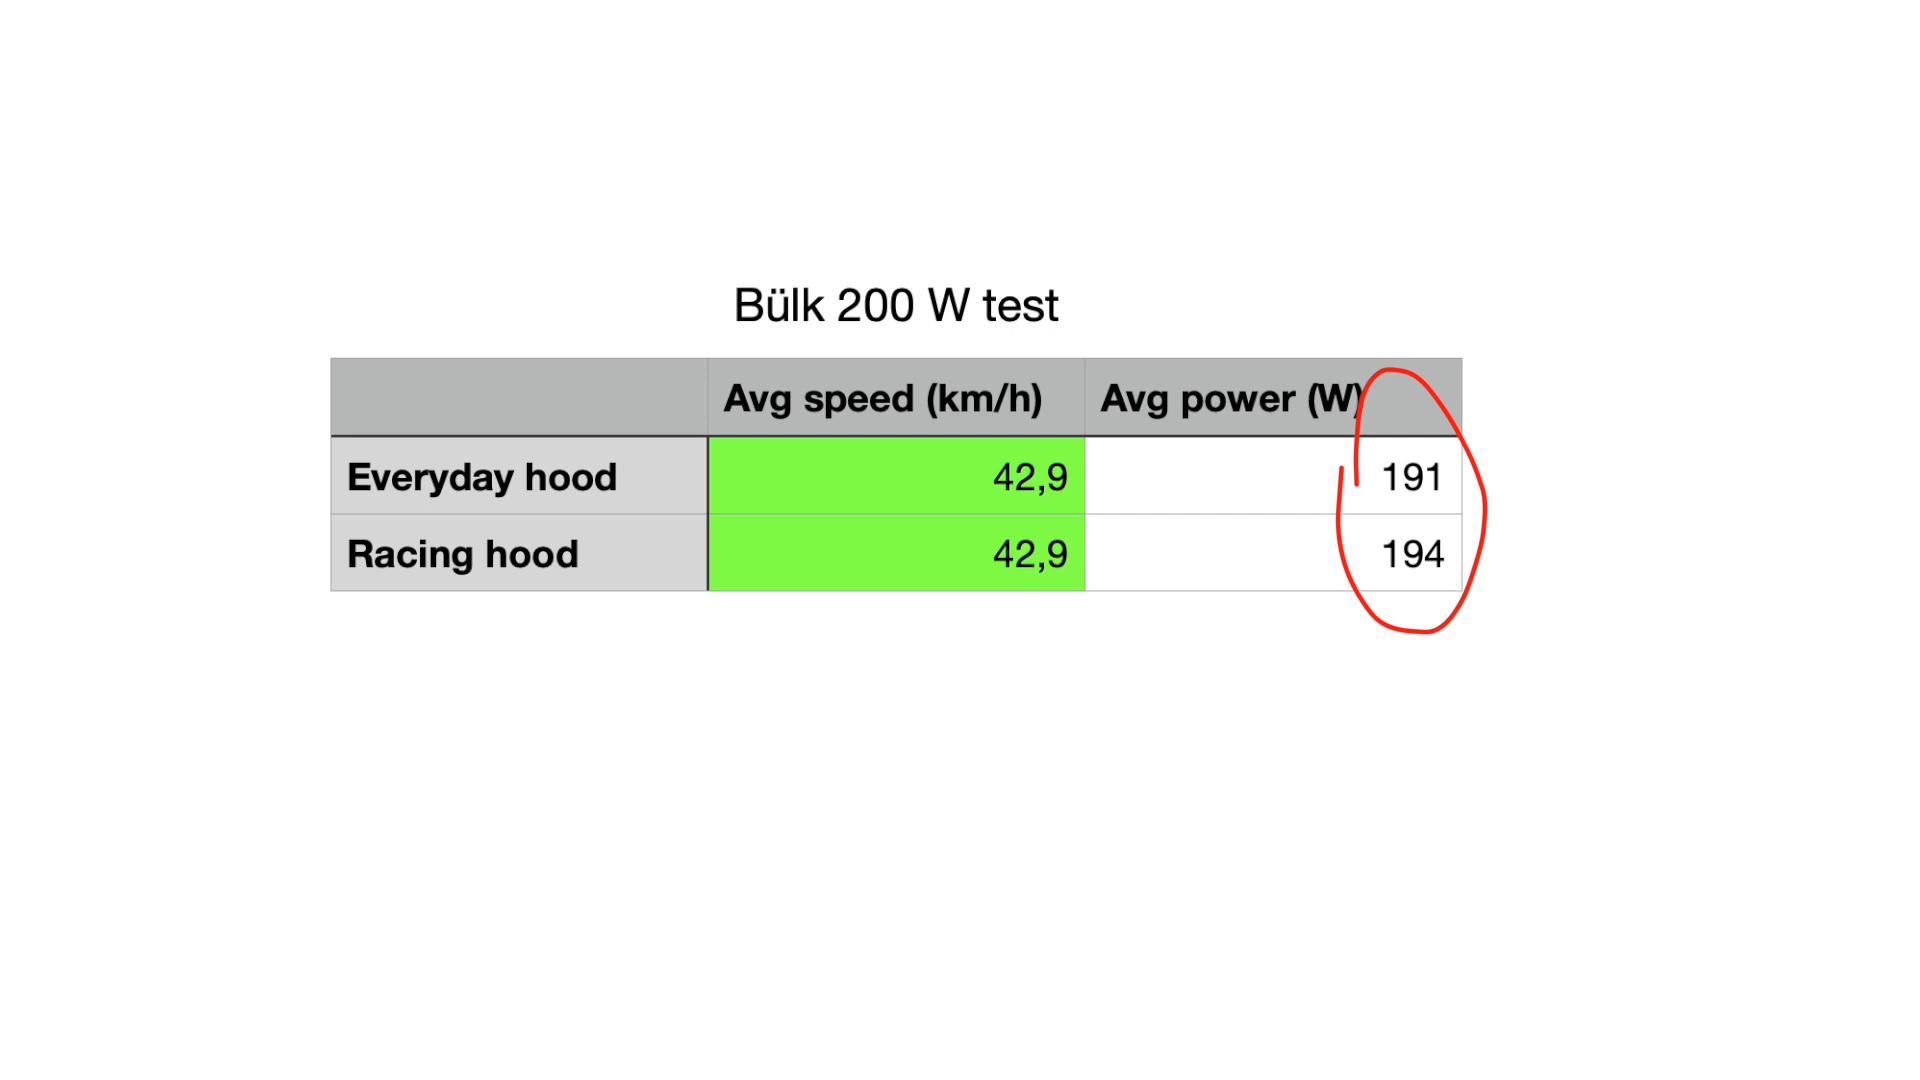 Bülk 200 W test
Avg speed (km/h) Avg power (W)
Everyday hood 42,9 191
Racing hood 42,9 194